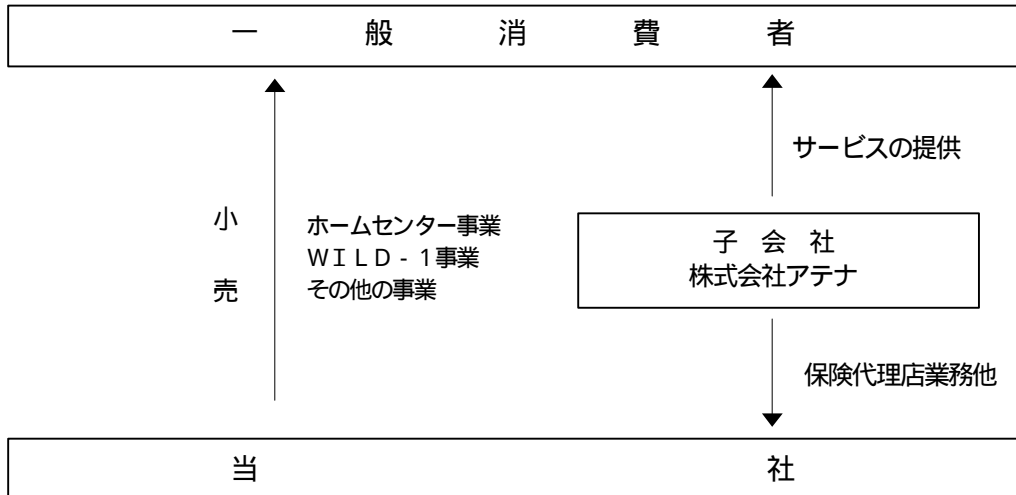 一般消費者
サービスの提供
小売
ホームセンター事業
WILD-1事業
その他の事業
子会社
株式会社アテナ
保険代理店業務他
当社